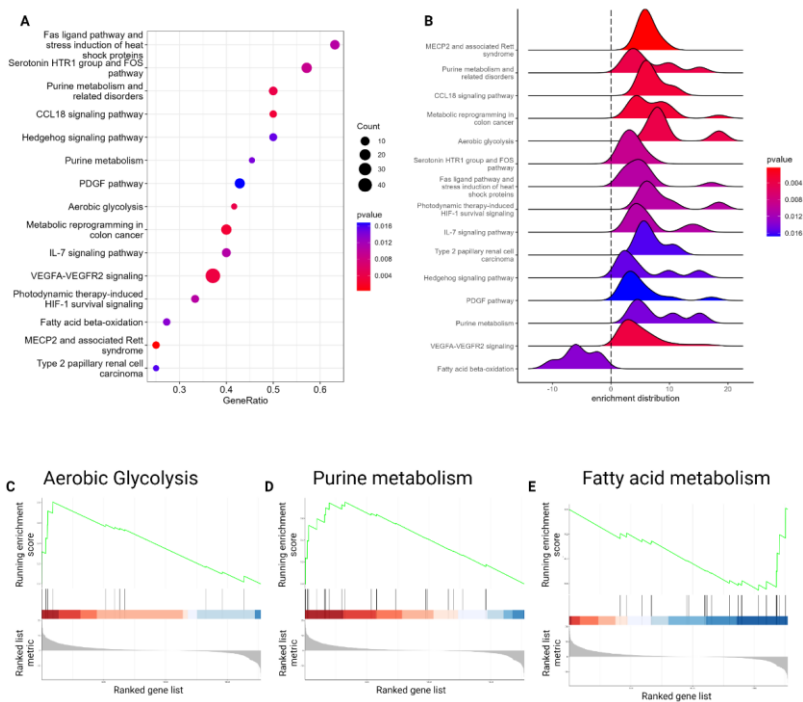 A
Fas ligand pathway and
stress induction of heat
shock proteins
Serotonin HTR1 group and FOS
pathway
Purine metabolism and
related disorders
CCL18 signaling pathway
Hedgehog signaling pathway
Purine metabolism
PDGF pathway
Aerobic glycolysis
Metabolic reprogramming in
colon cancer
IL-7 signaling pathway
VEGFA-VEGFR2 signaling
Photodynamic therapy-induced
HIF-1 survival signaling
Fatty acid beta-oxidation
MECP2 and associated Rett
syndrome
Type 2 papillary renal cell
carcinoma
0.3 0.4 0.5 0.6
GeneRatio
Count
10
20
30
40
pvalue
0.016
0.012
0.008
0.004
B
MECP2 and associated Rett
syndrome
Purine metabolism and
related disorders
CCL18 signaling pathway
Metabolic reprogramming in
colon cancer
Aerobic glycolysis
Serotonin HTR1 group and FOS
pathway
Fas ligand pathway and
stress induction of heat
shock proteins
Photodynamic therapy-induced
HIF-1 survival signaling
IL-7 signaling pathway
Type 2 papillary renal cell
carcinoma
Hedgehog signaling pathway
PDGF pathway
Purine metabolism
VEGFA-VEGFR2 signaling
Fatty acid beta-oxidation
-10 0 10 20
enrichment distribution
pvalue
0.004
0.008
0.012
0.016
C
Aerobic Glycolysis
Running enrichment
score
Ranked list
metric
Ranked gene list
D
Purine metabolism
Running enrichment
score
Ranked list
metric
Ranked gene list
E
Fatty acid metabolism
Running enrichment
score
Ranked list
metric
Ranked gene list